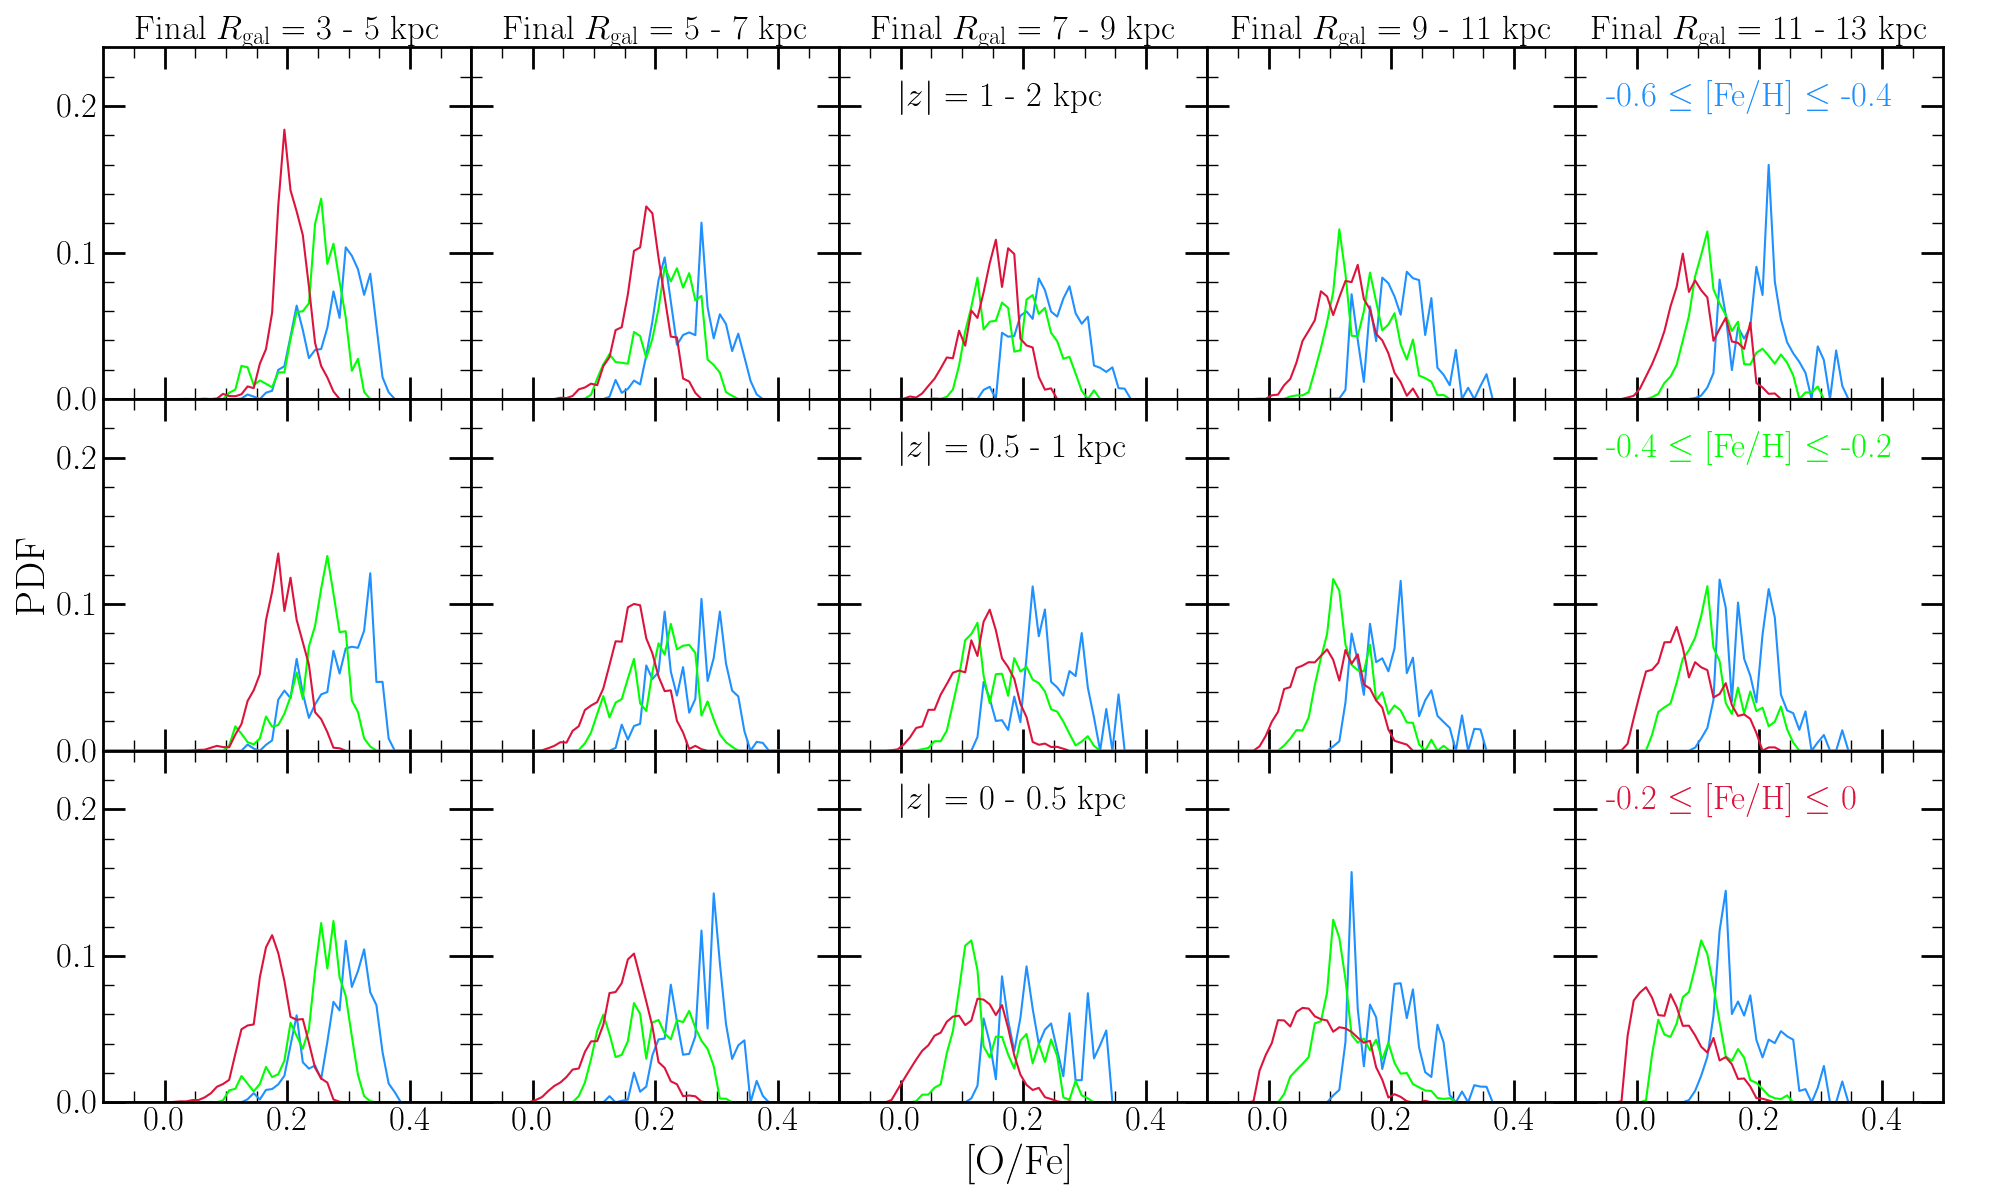 Final R_gal = 3 - 5 kpc
Final R_gal = 5 - 7 kpc
Final R_gal = 7 - 9 kpc
Final R_gal = 9 - 11 kpc
Final R_gal = 11 - 13 kpc
|z| = 1 - 2 kpc
-0.6 ≤ [Fe/H] ≤ -0.4
0.2
0.1
0.0
|z| = 0.5 - 1 kpc
-0.4 ≤ [Fe/H] ≤ -0.2
0.2
0.1
0.0
PDF
|z| = 0 - 0.5 kpc
-0.2 ≤ [Fe/H] ≤ 0
0.2
0.1
0.0
0.0 0.2 0.4
0.0 0.2 0.4
0.0 0.2 0.4
0.0 0.2 0.4
0.0 0.2 0.4
[O/Fe]